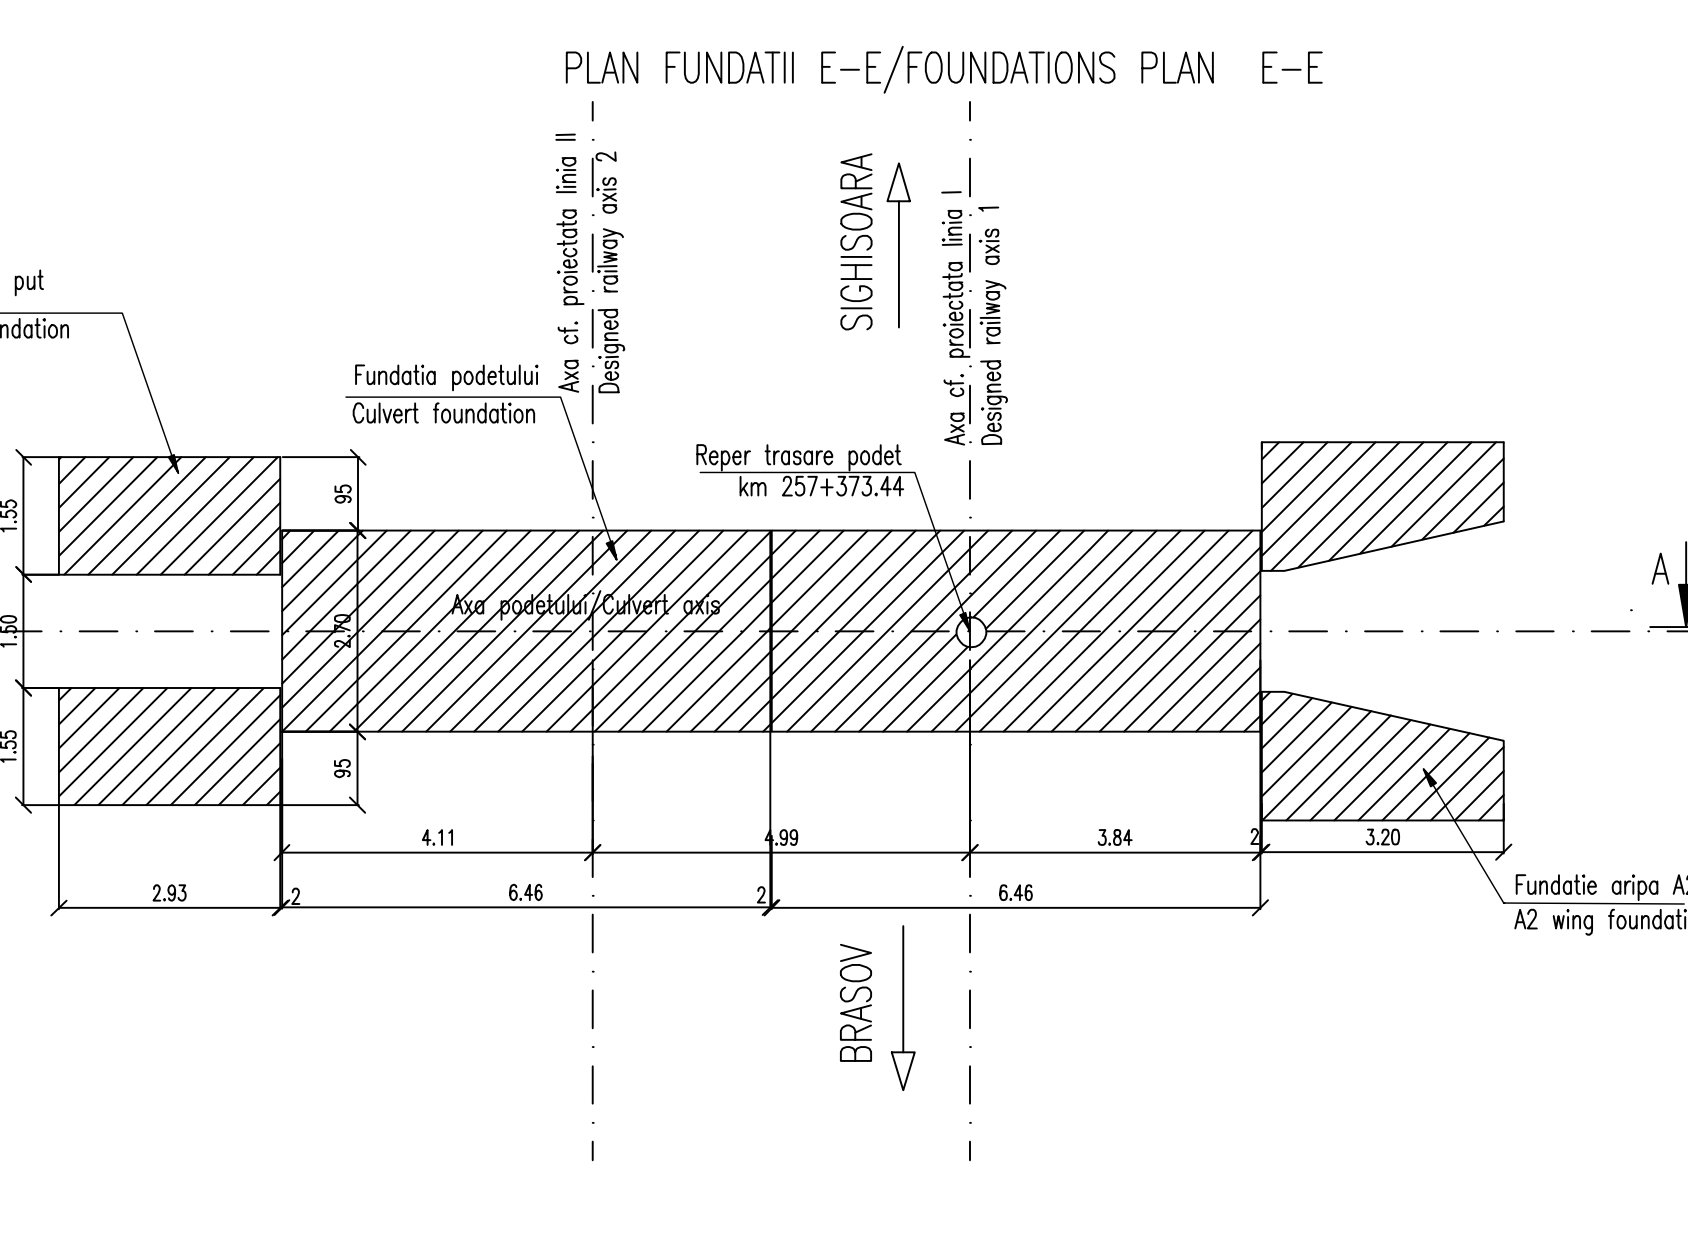 PLAN FUNDATII E-E/FOUNDATIONS PLAN E-E
Axa cf. proiectata linia II
Designed railway axis 2
SIGHISOARA
Axa cf. proiectata linia I
Designed railway axis 1
put
ndation
Fundatia podetului
Culvert foundation
Reper trasare podet
km 257+373.44
1.55
95
A
Axa podetului/Culvert axis
1.50
2.70
1.55
95
4.11
4.99
3.84
2
3.20
2.93
2
6.46
2
6.46
Fundatie aripa A2
A2 wing foundati
BRASOV